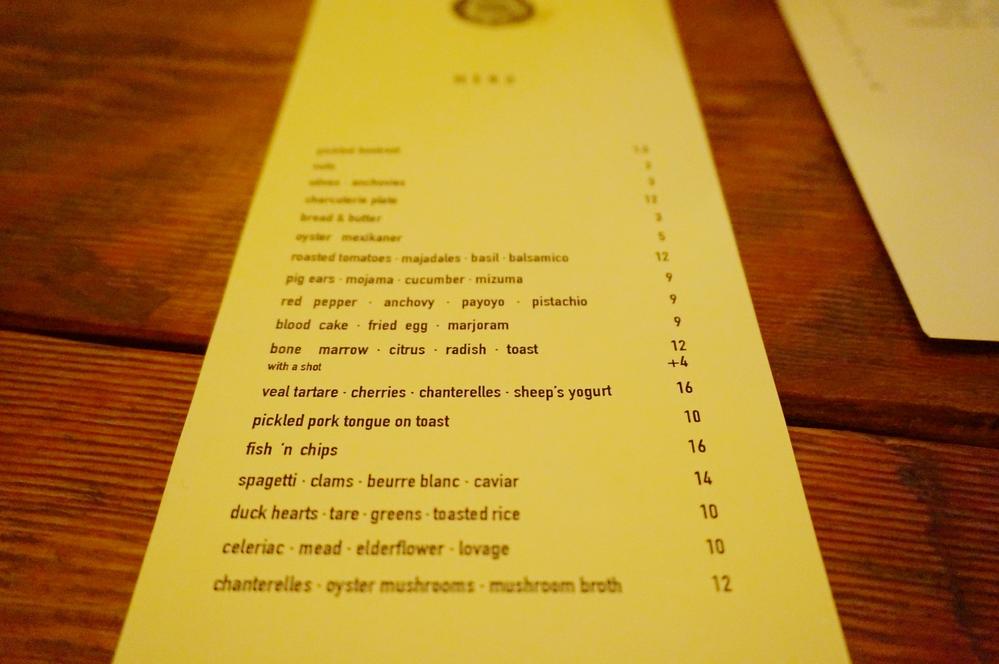 MENU
pickled
nuts 3
olives · anchovies 3
charcuterie plate 12
bread & butter 3
oyster mexikaner 5
roasted tomatoes · majadales · basil · balsamico 12
pig ears · mojama · cucumber · mizuma 9
red pepper · anchovy · payoyo · pistachio 9
blood cake · fried egg · marjoram 9
bone marrow · citrus · radish · toast 12
with a shot +4
veal tartare · cherries · chanterelles · sheep's yogurt 16
pickled pork tongue on toast 10
fish 'n chips 16
spagetti · clams · beurre blanc · caviar 14
duck hearts · tare · greens · toasted rice 10
celeriac · mead · elderflower · lovage 10
chanterelles · oyster mushrooms · mushroom broth 12